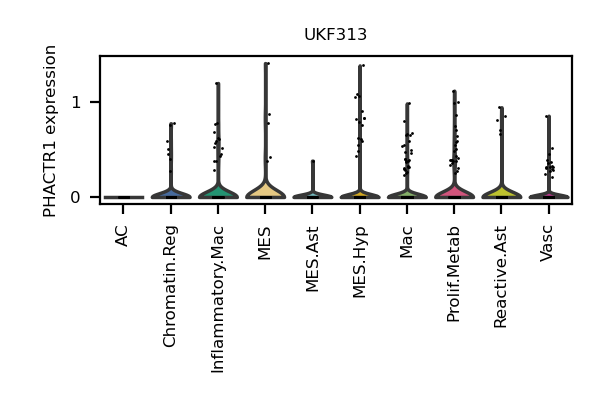 UKF313
PHACTR1 expression
1
0
AC
Chromatin.Reg
Inflammatory.Mac
MES
MES.Ast
MES.Hyp
Mac
Prolif.Metab
Reactive.Ast
Vasc